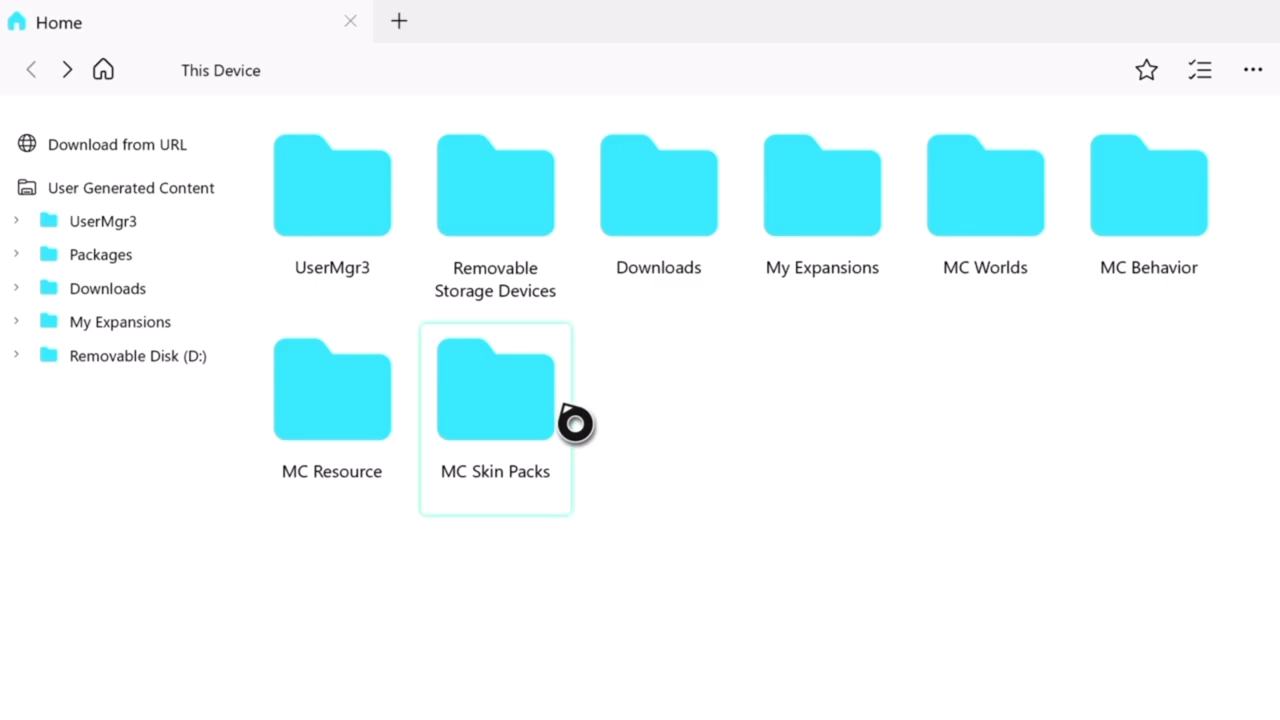 Home
This Device
Download from URL
User Generated Content
UserMgr3
Packages
Downloads
My Expansions
Removable Disk (D:)
UserMgr3
Removable
Storage Devices
Downloads
My Expansions
MC Worlds
MC Behavior
MC Resource
MC Skin Packs